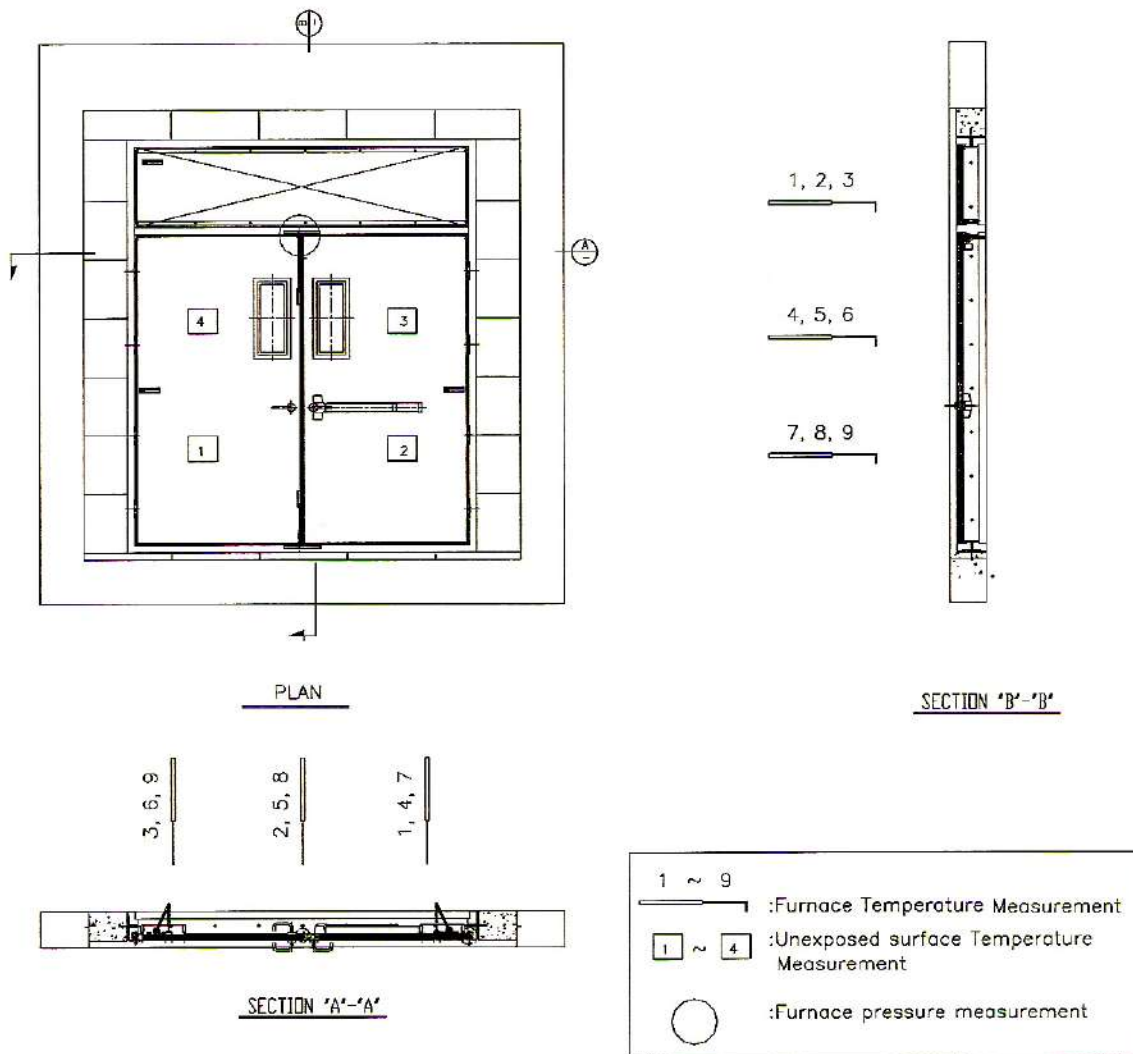 1, 2, 3
A
4
3
4, 5, 6
1
2
7, 8, 9
PLAN
SECTION 'B'-'B'
3, 6, 9
2, 5, 8
1, 4, 7
SECTION 'A'-'A'
1 ~ 9
:Furnace Temperature Measurement
1 ~ 4 :Unexposed surface Temperature
Measurement
:Furnace pressure measurement